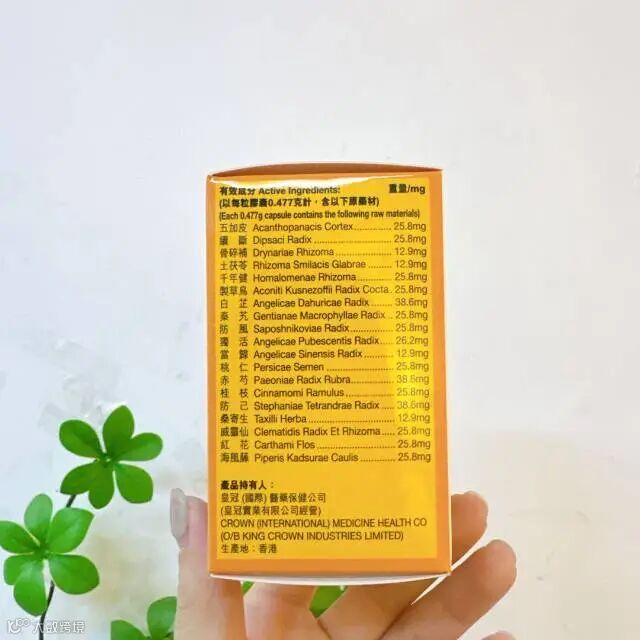 有效成分 Active Ingredients: 重量/mg
(以每粒膠囊0.477克計，含以下原藥材)
(Each 0.477g capsule contains the following raw materials)
五加皮 Acanthopanacis Cortex 25.8mg
續斷 Dipsaci Radix 25.8mg
骨碎補 Drynariae Rhizoma 12.9mg
土茯苓 Rhizoma Smilacis Glabrae 12.9mg
千年健 Homalomenae Rhizoma 25.8mg
製草烏 Aconiti Kusnezoffii Radix Cocta 25.8mg
白芷 Angelicae Dahuricae Radix 38.6mg
秦艽 Gentianae Macrophyllae Radix 25.8mg
防風 Saposhnikoviae Radix 25.8mg
獨活 Angelicae Pubescentis Radix 26.2mg
當歸 Angelicae Sinensis Radix 12.9mg
桃仁 Persicae Semen 25.8mg
赤芍 Paeoniae Radix Rubra 38.6mg
桂枝 Cinnamomi Ramulus 25.8mg
防己 Stephaniae Tetrandrae Radix 38.6mg
桑寄生 Taxilli Herba 12.9mg
威靈仙 Clematidis Radix Et Rhizoma 25.8mg
紅花 Carthami Flos 25.8mg
海風藤 Piperis Kadsurae Caulis 25.8mg
產品持有人：
皇冠 (國際) 醫藥保健公司
(皇冠實業有限公司經營)
CROWN (INTERNATIONAL) MEDICINE HEALTH CO
(O/B KING CROWN INDUSTRIES LIMITED)
生產地：香港
大數跨境